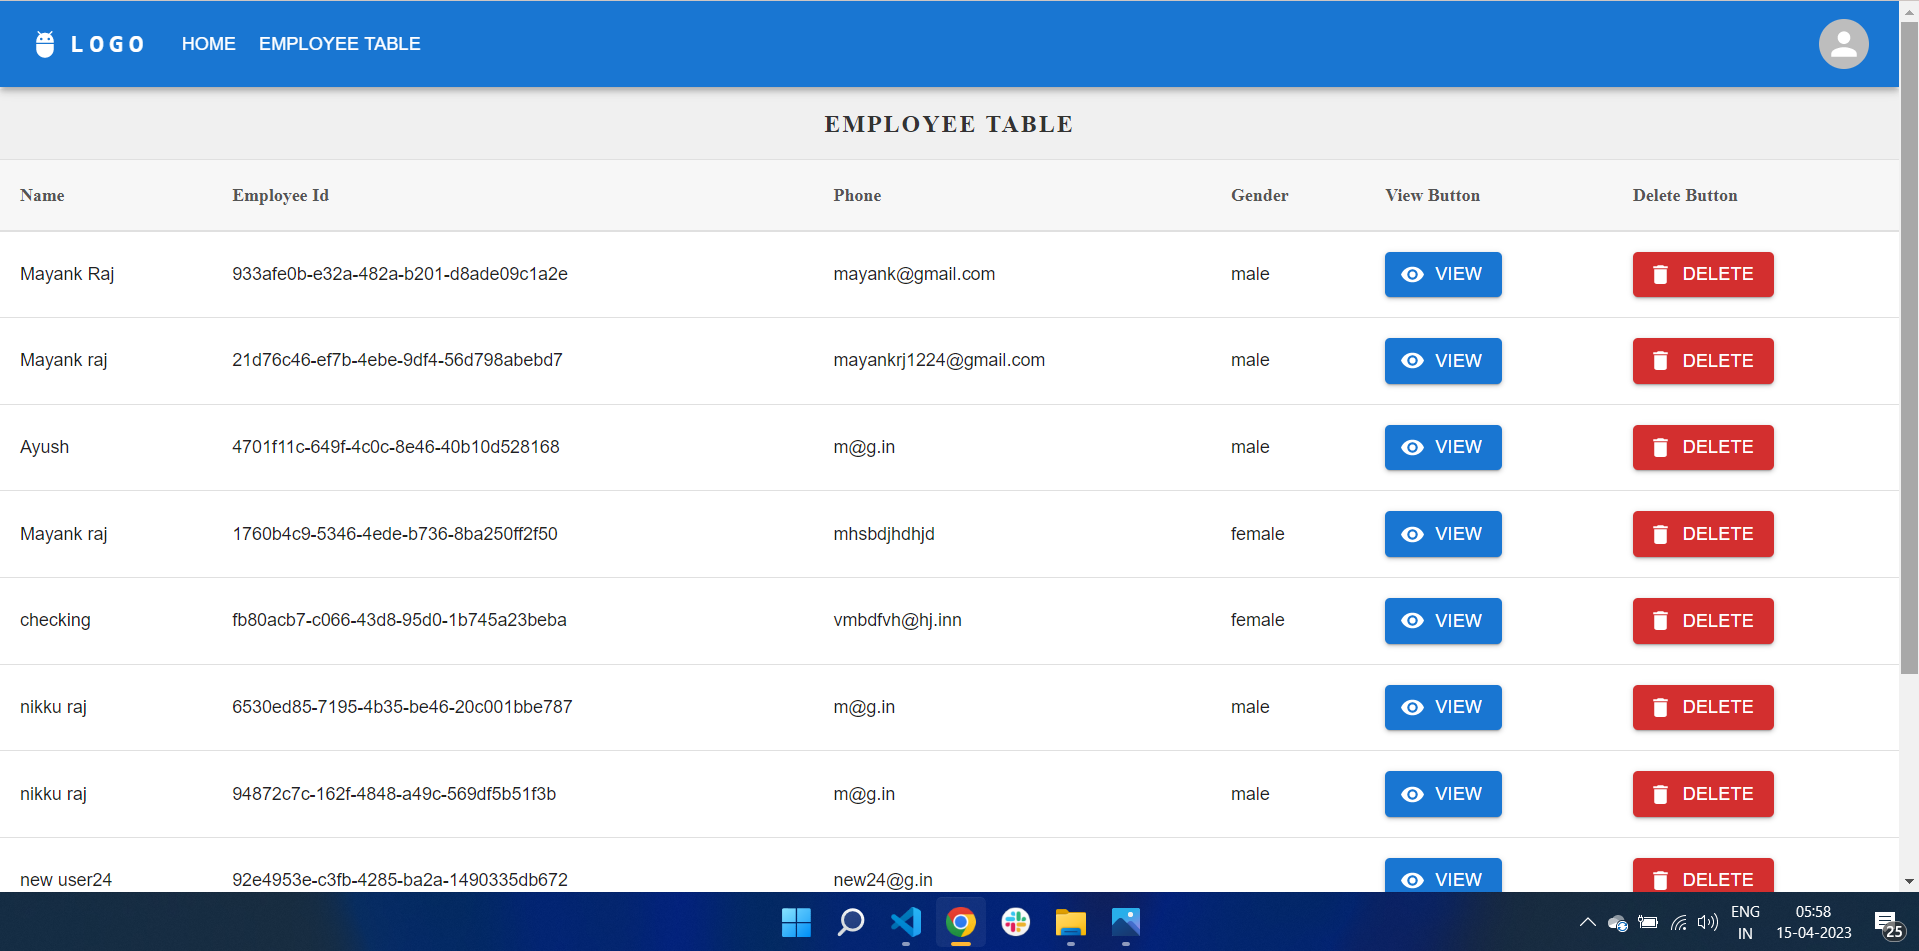 LOGO HOME EMPLOYEE TABLE
EMPLOYEE TABLE
Name Employee Id Phone Gender View Button Delete Button
Mayank Raj 933afe0b-e32a-482a-b201-d8ade09c1a2e mayank@gmail.com male VIEW DELETE
Mayank raj 21d76c46-ef7b-4ebe-9df4-56d798abebd7 mayankrj1224@gmail.com male VIEW DELETE
Ayush 4701f11c-649f-4c0c-8e46-40b10d528168 m@g.in male VIEW DELETE
Mayank raj 1760b4c9-5346-4ede-b736-8ba250ff2f50 mhsbdjhdhjd female VIEW DELETE
checking fb80acb7-c066-43d8-95d0-1b745a23beba vmbdfvh@hj.inn female VIEW DELETE
nikku raj 6530ed85-7195-4b35-be46-20c001bbe787 m@g.in male VIEW DELETE
nikku raj 94872c7c-162f-4848-a49c-569df5b51f3b m@g.in male VIEW DELETE
new user24 92e4953e-c3fb-4285-ba2a-1490335db672 new24@g.in VIEW DELETE
ENG 05:58
IN 15-04-2023 25